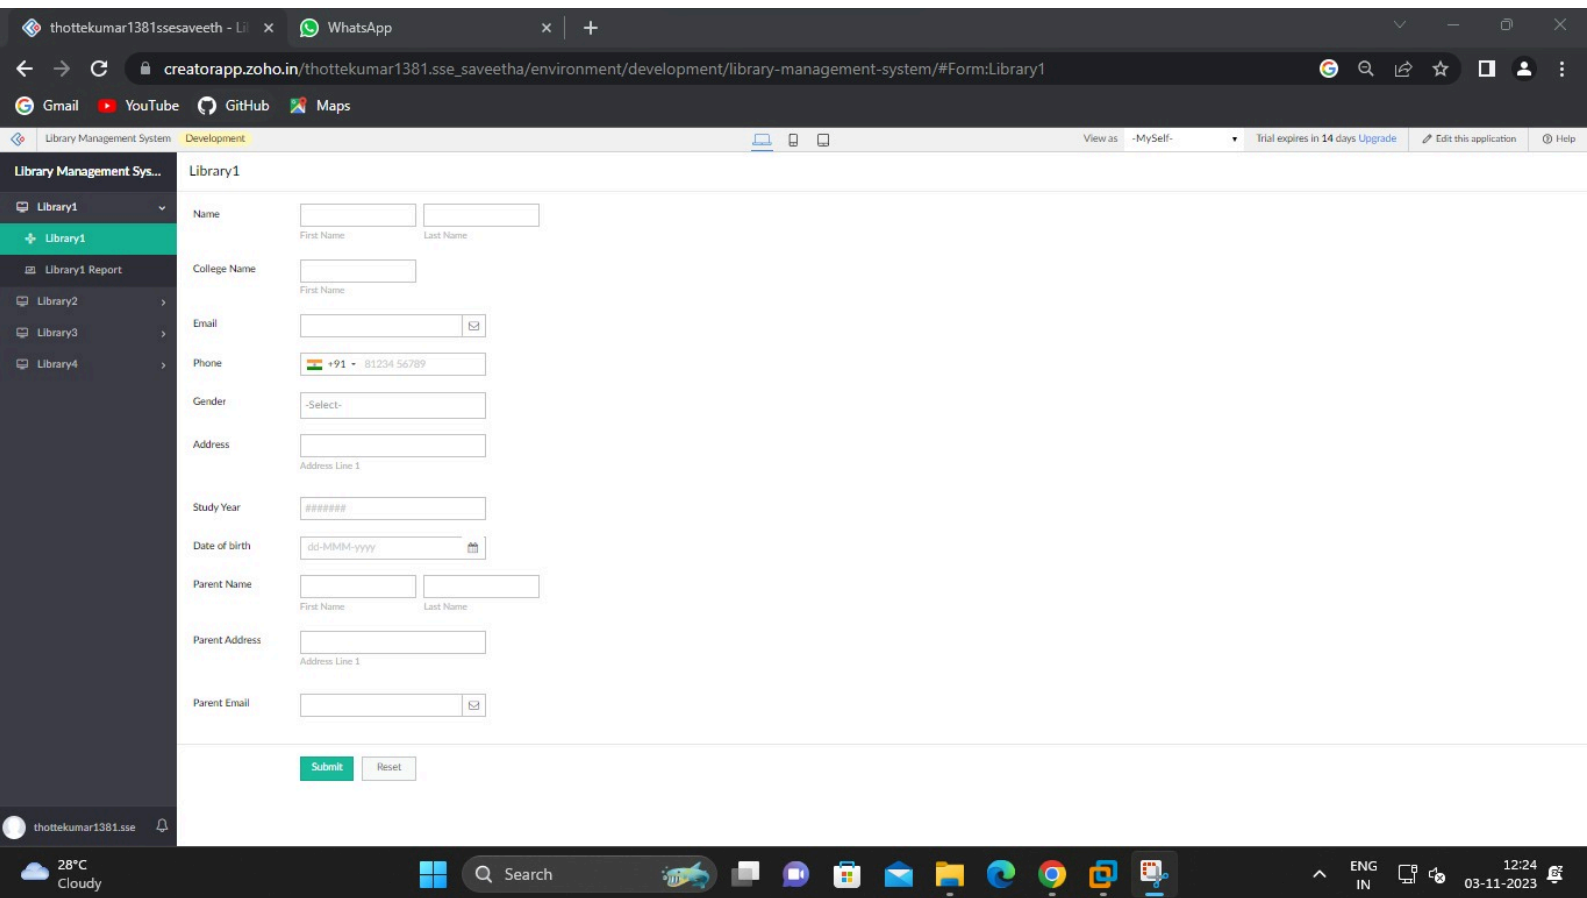 thottekumar1381ssesaveeth - Li
WhatsApp
creatorapp.zoho.in/thottekumar1381.sse_saveetha/environment/development/library-management-system/#Form:Library1
Gmail YouTube GitHub Maps
Library Management System Development View as -MySelf- Trial expires in 14 days Upgrade Edit this application Help
Library Management Sys... Library1
Library1
Library1
Library1 Report
Library2
Library3
Library4
Name
First Name Last Name
College Name
First Name
Email
Phone +91 81234 56789
Gender -Select-
Address
Address Line 1
Study Year #######
Date of birth dd-MMM-yyyy
Parent Name
First Name Last Name
Parent Address
Address Line 1
Parent Email
Submit Reset
thottekumar1381.sse
28°C
Cloudy
Search
ENG
IN
12:24
03-11-2023